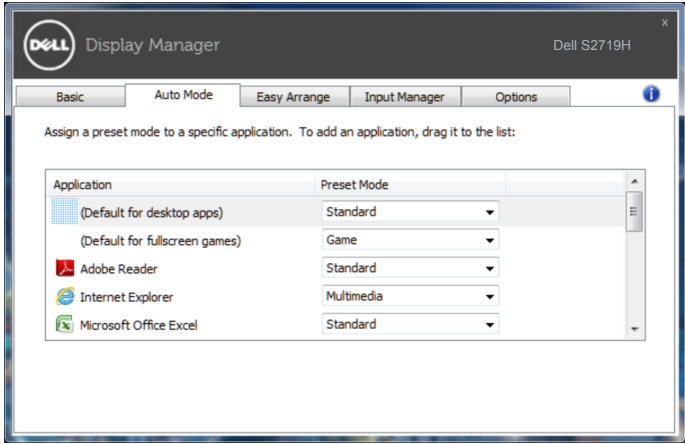 DELL Display Manager
x
Dell S2719H
Basic Auto Mode Easy Arrange Input Manager Options
Assign a preset mode to a specific application. To add an application, drag it to the list:
Application Preset Mode
(Default for desktop apps) Standard
(Default for fullscreen games) Game
Adobe Reader Standard
Internet Explorer Multimedia
Microsoft Office Excel Standard